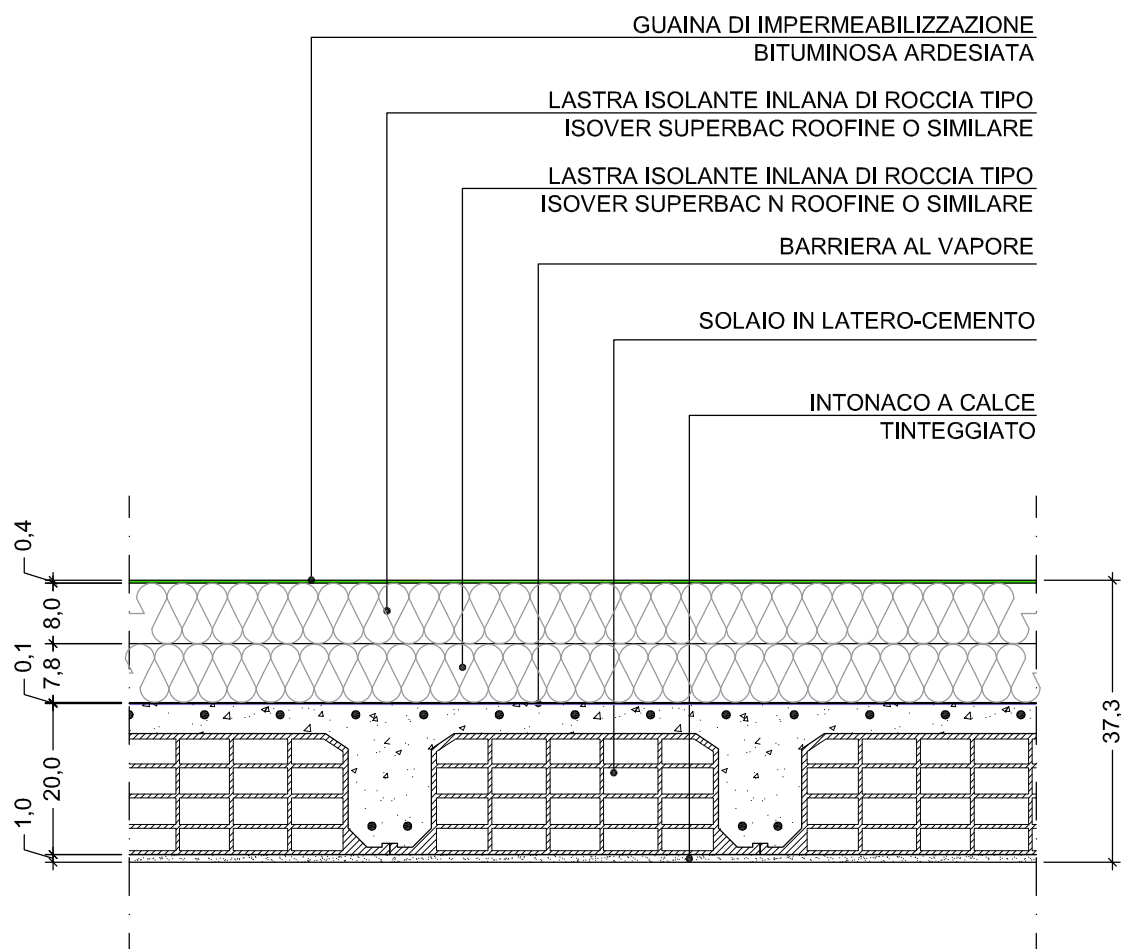 GUAINA DI IMPERMEABILIZZAZIONE
BITUMINOSA ARDESIATA
LASTRA ISOLANTE INLANA DI ROCCIA TIPO
ISOVER SUPERBAC ROOFINE O SIMILARE
LASTRA ISOLANTE INLANA DI ROCCIA TIPO
ISOVER SUPERBAC N ROOFINE O SIMILARE
BARRIERA AL VAPORE
SOLAIO IN LATERO-CEMENTO
INTONACO A CALCE
TINTEGGIATO
0,4
8,0
7,8
0,1
20,0
1,0
37,3